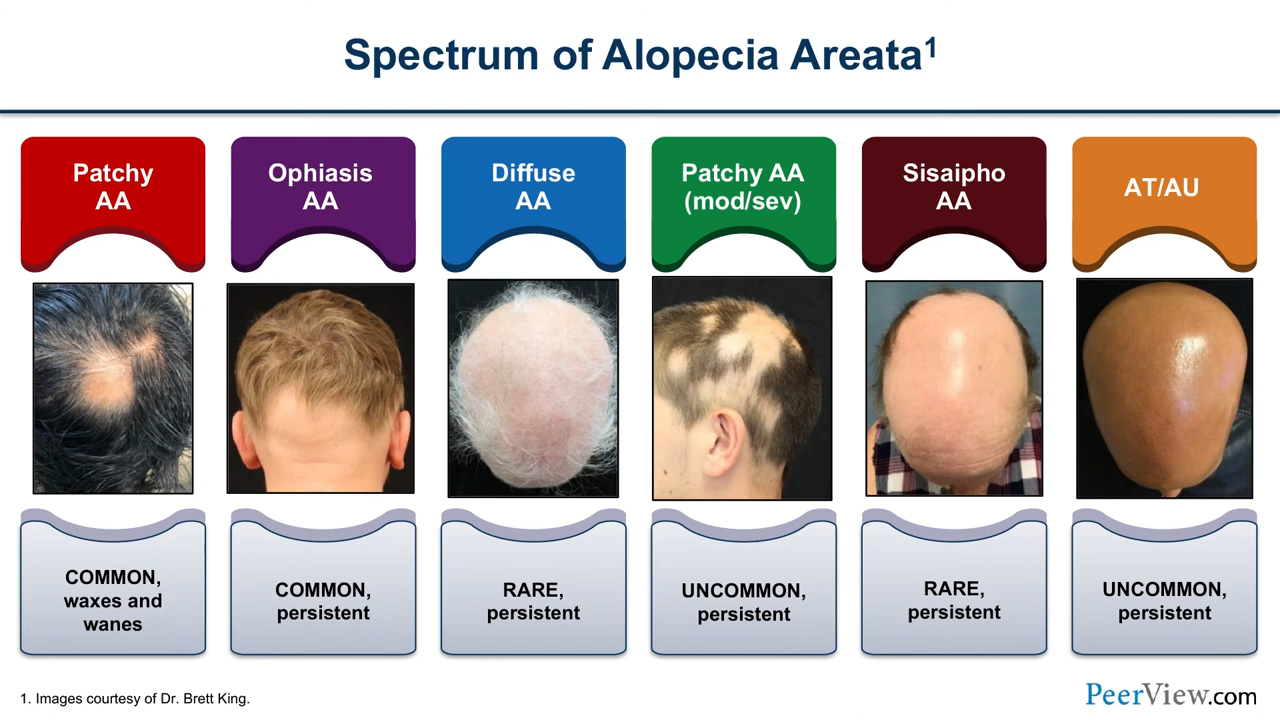 Spectrum of Alopecia Areata¹
Patchy
AA
Ophiasis
AA
Diffuse
AA
Patchy AA
(mod/sev)
Sisaipho
AA
AT/AU
COMMON,
waxes and
wanes
COMMON,
persistent
RARE,
persistent
UNCOMMON,
persistent
RARE,
persistent
UNCOMMON,
persistent
1. Images courtesy of Dr. Brett King.
PeerView.com